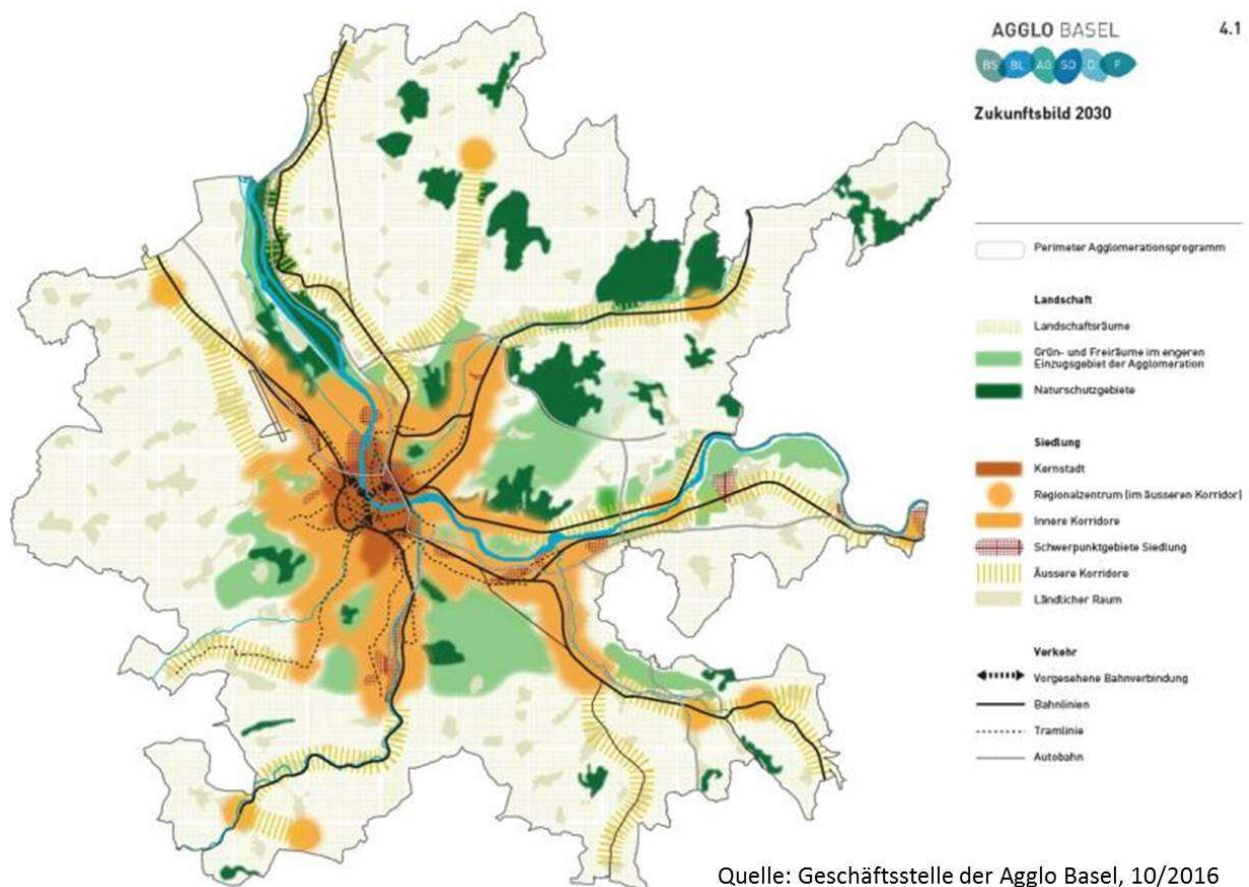 AGGLO BASEL
4.1
BS BL AG SO D F
Zukunftsbild 2030
Perimeter Agglomerationsprogramm
Landschaft
Landschaftsräume
Grün- und Freiräume im engeren
Einzugsgebiet der Agglomeration
Naturschutzgebiete
Siedlung
Kernstadt
Regionalzentrum (im äusseren Korridor)
Innere Korridore
Schwerpunktgebiete Siedlung
Äussere Korridore
Ländlicher Raum
Verkehr
Vorgesehene Bahnverbindung
Bahnlinien
Tramlinie
Autobahn
Quelle: Geschäftsstelle der Agglo Basel, 10/2016